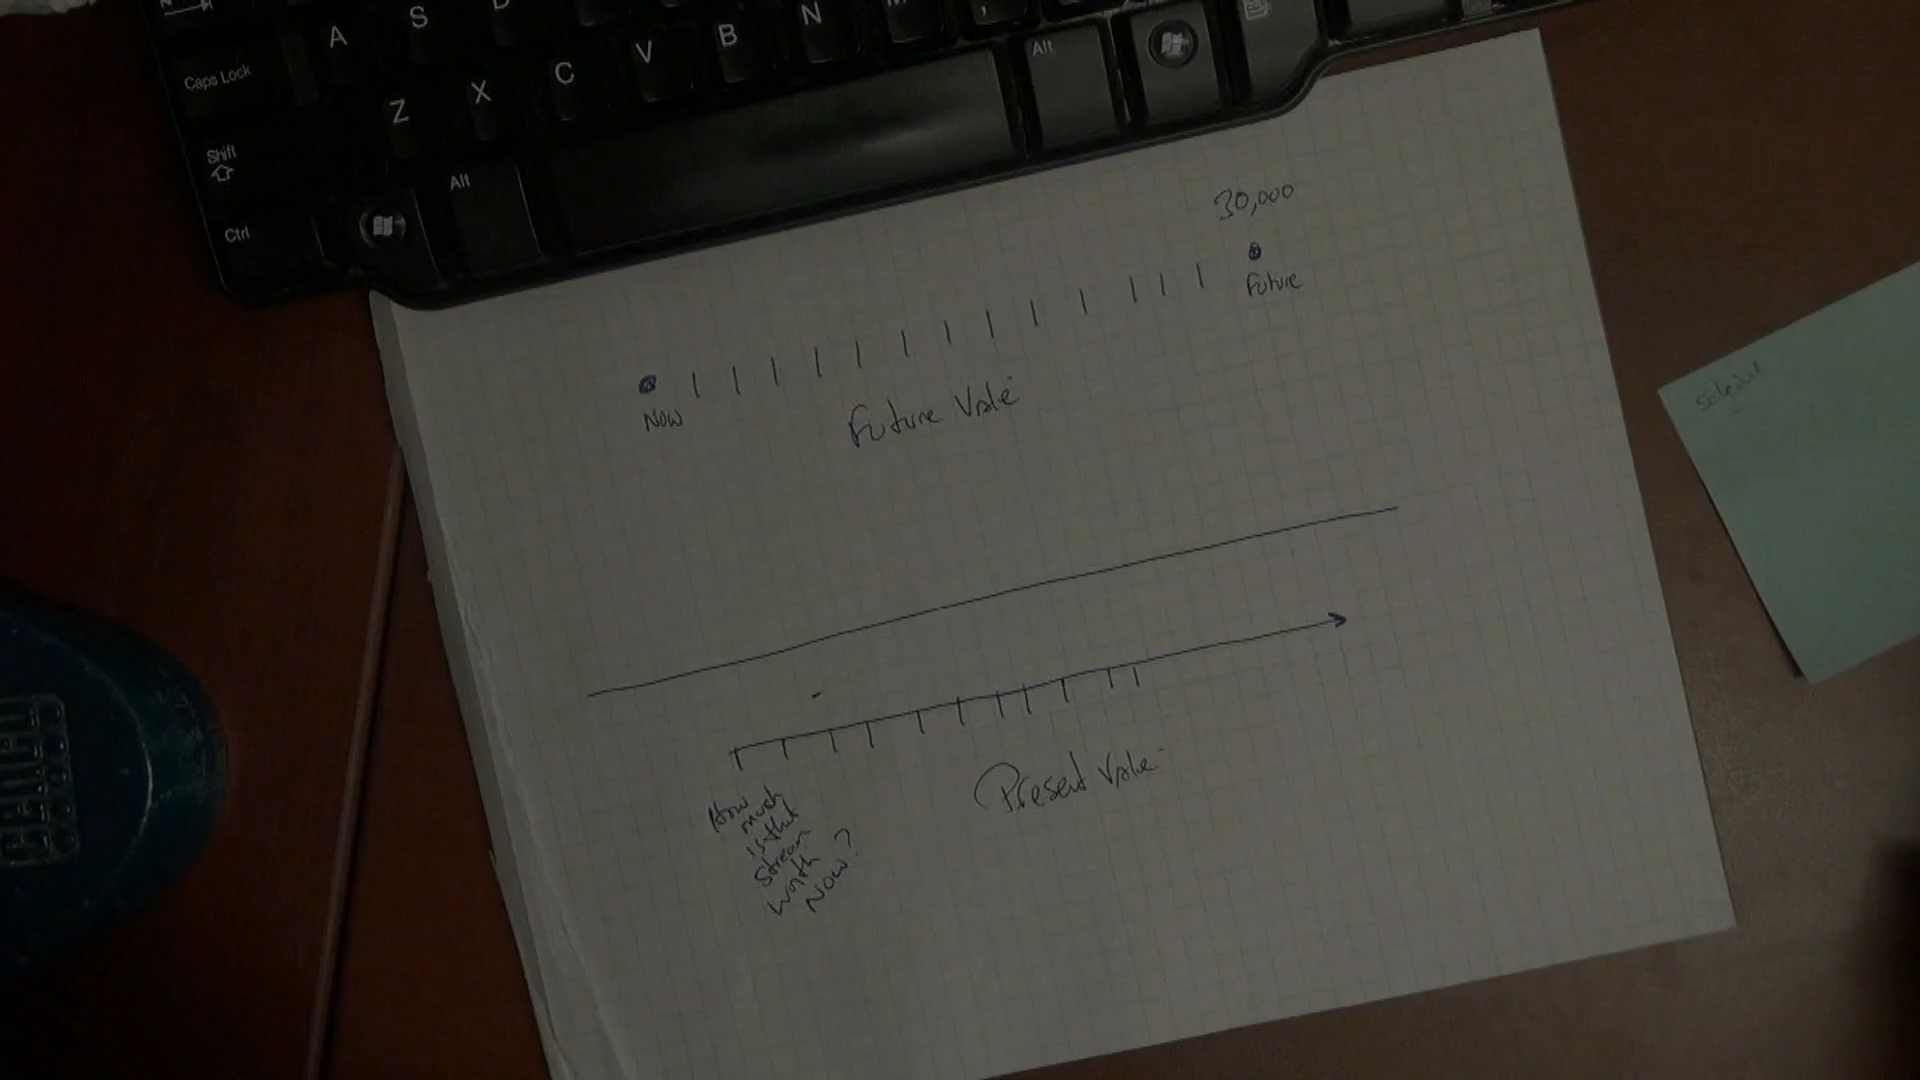 A S
Caps Lock
Z X C V B N
Alt
Shift
Alt
Ctrl
30,000
Future
Now
Future Value
How
much
is that
Stream
worth
Now?
Present Value